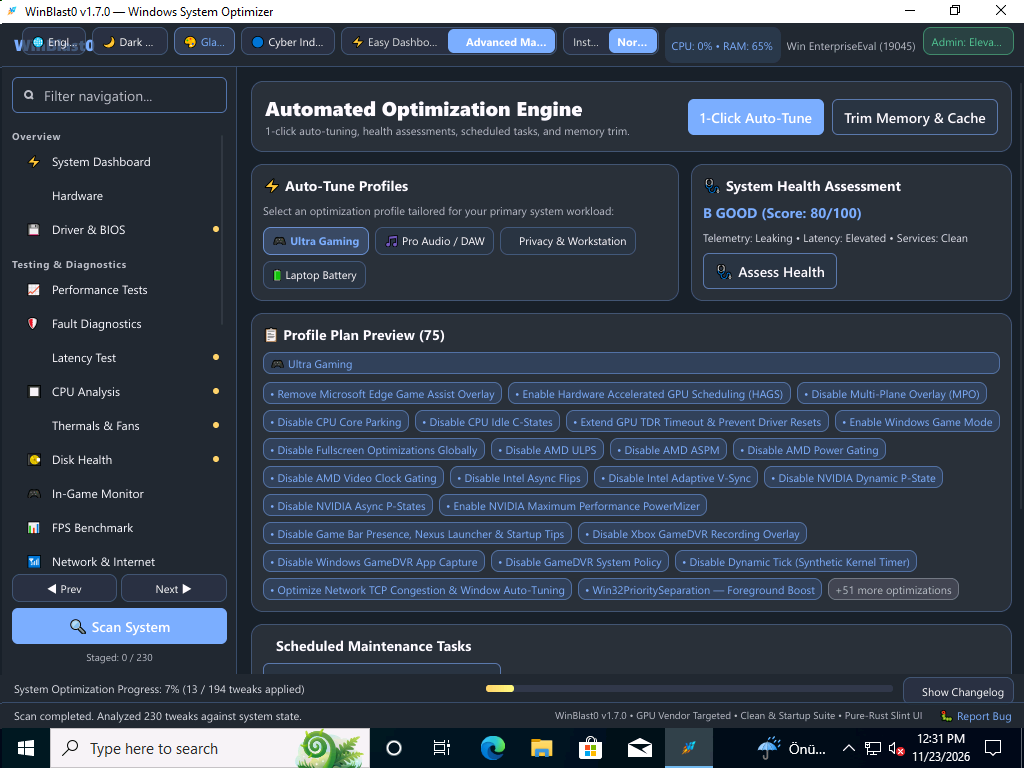 WinBlast0 v1.7.0 — Windows System Optimizer
Engl... Dark ... Gla... Cyber Ind... Easy Dashbo... Advanced Ma... Inst... Nor... CPU: 0% • RAM: 65% Win EnterpriseEval (19045) Admin: Eleva...
Filter navigation...
Overview
System Dashboard
Hardware
Driver & BIOS
Testing & Diagnostics
Performance Tests
Fault Diagnostics
Latency Test
CPU Analysis
Thermals & Fans
Disk Health
In-Game Monitor
FPS Benchmark
Network & Internet
◀ Prev Next ▶
Scan System
Staged: 0 / 230
Automated Optimization Engine
1-click auto-tuning, health assessments, scheduled tasks, and memory trim.
1-Click Auto-Tune Trim Memory & Cache
Auto-Tune Profiles
Select an optimization profile tailored for your primary system workload:
Ultra Gaming Pro Audio / DAW Privacy & Workstation
Laptop Battery
System Health Assessment
B GOOD (Score: 80/100)
Telemetry: Leaking • Latency: Elevated • Services: Clean
Assess Health
Profile Plan Preview (75)
Ultra Gaming
• Remove Microsoft Edge Game Assist Overlay • Enable Hardware Accelerated GPU Scheduling (HAGS) • Disable Multi-Plane Overlay (MPO)
• Disable CPU Core Parking • Disable CPU Idle C-States • Extend GPU TDR Timeout & Prevent Driver Resets • Enable Windows Game Mode
• Disable Fullscreen Optimizations Globally • Disable AMD ULPS • Disable AMD ASPM • Disable AMD Power Gating
• Disable AMD Video Clock Gating • Disable Intel Async Flips • Disable Intel Adaptive V-Sync • Disable NVIDIA Dynamic P-State
• Disable NVIDIA Async P-States • Enable NVIDIA Maximum Performance PowerMizer
• Disable Game Bar Presence, Nexus Launcher & Startup Tips • Disable Xbox GameDVR Recording Overlay
• Disable Windows GameDVR App Capture • Disable GameDVR System Policy • Disable Dynamic Tick (Synthetic Kernel Timer)
• Optimize Network TCP Congestion & Window Auto-Tuning • Win32PrioritySeparation — Foreground Boost +51 more optimizations
Scheduled Maintenance Tasks
System Optimization Progress: 7% (13 / 194 tweaks applied) Show Changelog
Scan completed. Analyzed 230 tweaks against system state. WinBlast0 v1.7.0 • GPU Vendor Targeted • Clean & Startup Suite • Pure-Rust Slint UI Report Bug
Type here to search Önü... 12:31 PM
11/23/2026